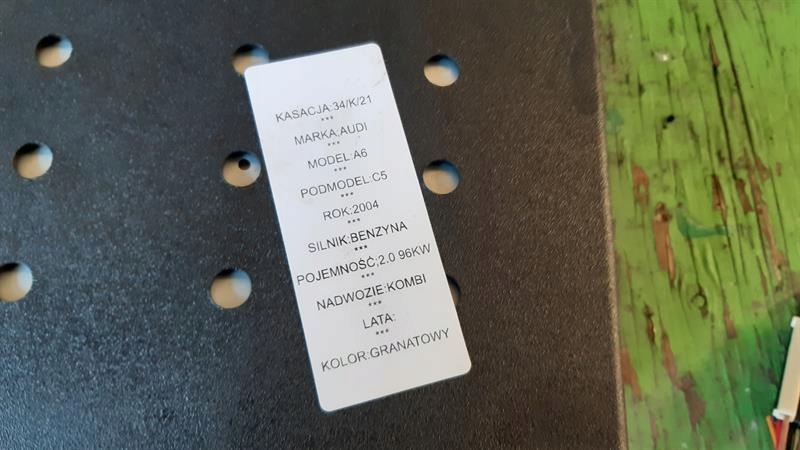 KASACJA:34/K/21
***
MARKA:AUDI
***
MODEL:A6
***
PODMODEL:C5
***
ROK:2004
***
SILNIK:BENZYNA
***
POJEMNOŚĆ:2.0 96KW
***
NADWOZIE:KOMBI
***
LATA:
***
KOLOR:GRANATOWY